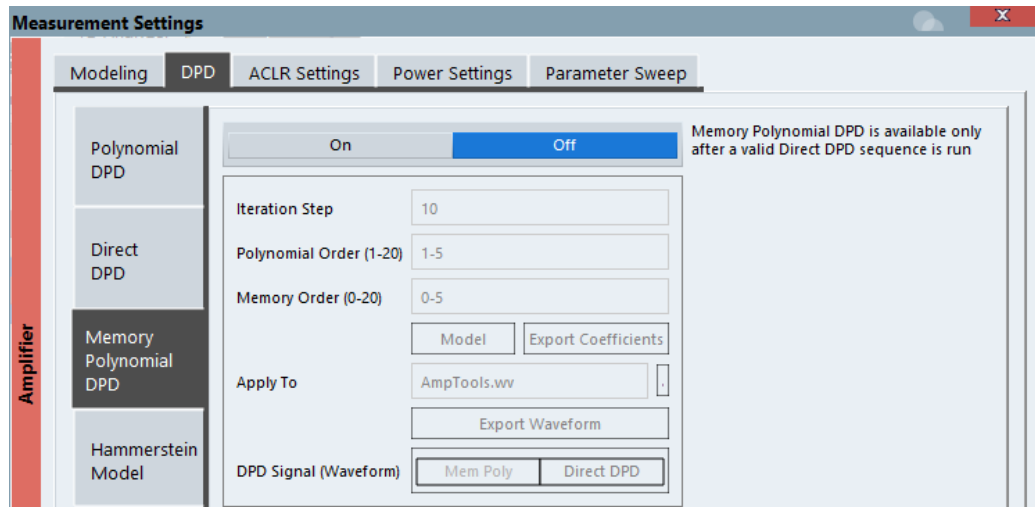 Measurement Settings
X
Modeling
DPD
ACLR Settings
Power Settings
Parameter Sweep
Amplifier
Polynomial
DPD
Direct
DPD
Memory
Polynomial
DPD
Hammerstein
Model
On
Off
Memory Polynomial DPD is available only
after a valid Direct DPD sequence is run
Iteration Step
10
Polynomial Order (1-20)
1-5
Memory Order (0-20)
0-5
Model
Export Coefficients
Apply To
AmpTools.wv
.
Export Waveform
DPD Signal (Waveform)
Mem Poly
Direct DPD